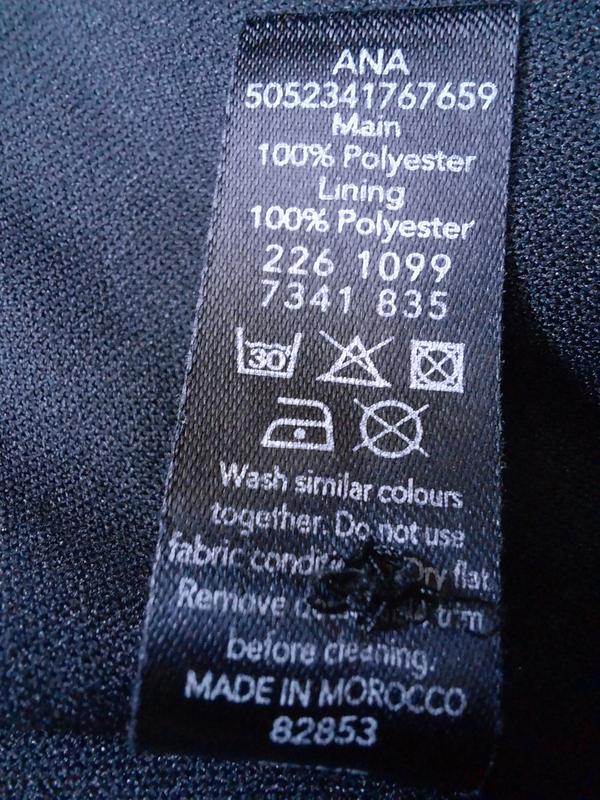 ANA
5052341767659
Main
100% Polyester
Lining
100% Polyester
226 1099
7341 835
30
Wash similar colours
together. Do not use
fabric Dry flat
Remove trim
before cleaning.
MADE IN MOROCCO
82853